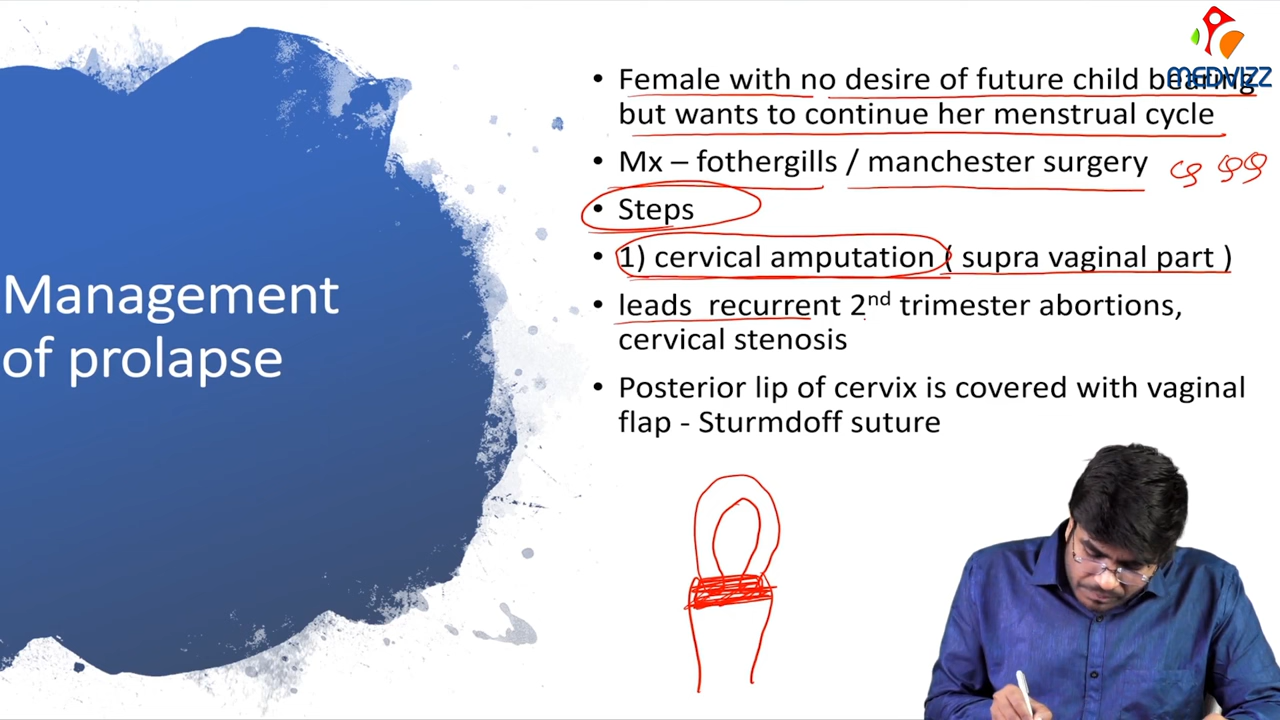 MEDVIZZ
• Female with no desire of future child bearing
but wants to continue her menstrual cycle
• Mx – fothergills / manchester surgery
• Steps
• 1) cervical amputation ( supra vaginal part )
• leads recurrent 2nd trimester abortions,
cervical stenosis
• Posterior lip of cervix is covered with vaginal
flap - Sturmdoff suture
Management
of prolapse